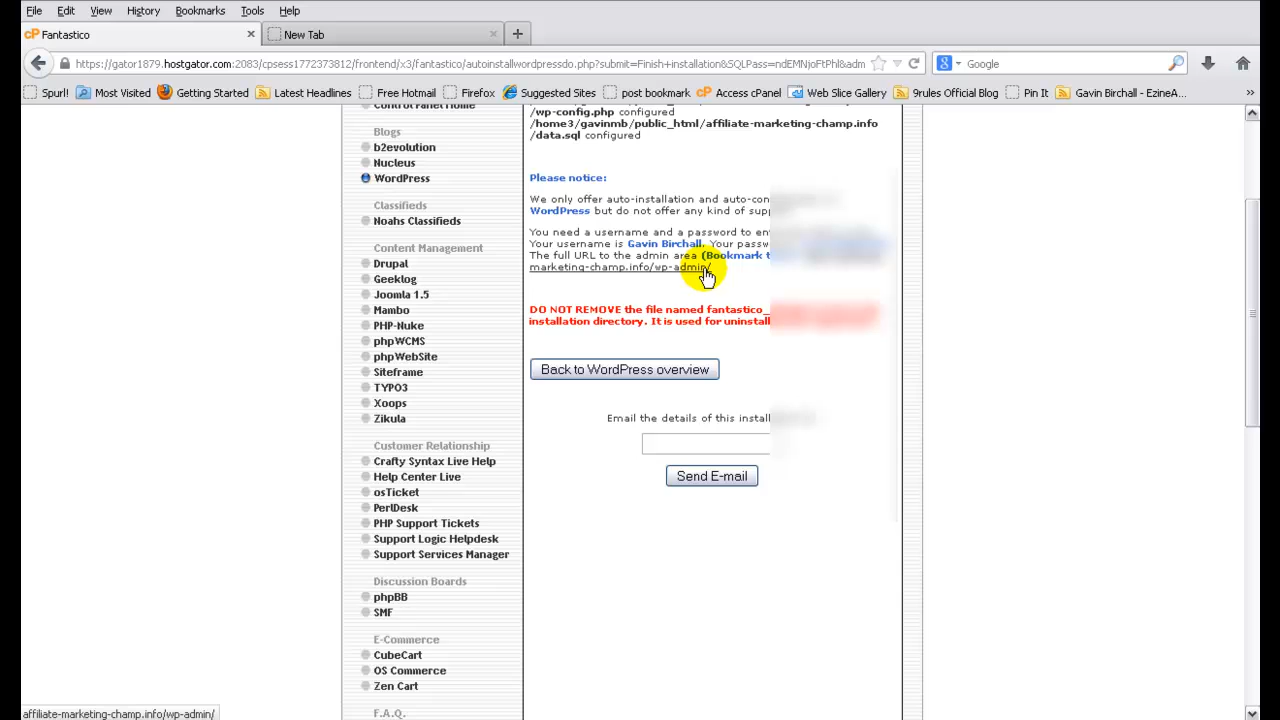 File Edit View History Bookmarks Tools Help
Fantastico
New Tab
https://gator1879.hostgator.com:2083/cpsess1772373812/frontend/x3/fantastico/autoinstallwordpressdo.php?submit=Finish+installation&SQLPass=ndEMNjoFtPhl&adm
Google
Spurl! Most Visited Getting Started Latest Headlines Free Hotmail Firefox Suggested Sites post bookmark Access cPanel Web Slice Gallery 9rules Official Blog Pin It Gavin Birchall - EzineA... »
Control Panel Home
Blogs
b2evolution
Nucleus
WordPress
Classifieds
Noahs Classifieds
Content Management
Drupal
Geeklog
Joomla 1.5
Mambo
PHP-Nuke
phpWCMS
phpWebSite
Siteframe
TYPO3
Xoops
Zikula
Customer Relationship
Crafty Syntax Live Help
Help Center Live
osTicket
PerlDesk
PHP Support Tickets
Support Logic Helpdesk
Support Services Manager
Discussion Boards
phpBB
SMF
E-Commerce
CubeCart
OS Commerce
Zen Cart
F.A.Q.
/wp-config.php configured
/home3/gavinmb/public_html/affiliate-marketing-champ.info
/data.sql configured
Please notice:
We only offer auto-installation and auto-con
WordPress but do not offer any kind of supp
You need a username and a password to en
Your username is Gavin Birchall. Your passw
The full URL to the admin area (Bookmark t
marketing-champ.info/wp-admin/
DO NOT REMOVE the file named fantastico_
installation directory. It is used for uninstal
Back to WordPress overview
Email the details of this install
Send E-mail
affiliate-marketing-champ.info/wp-admin/